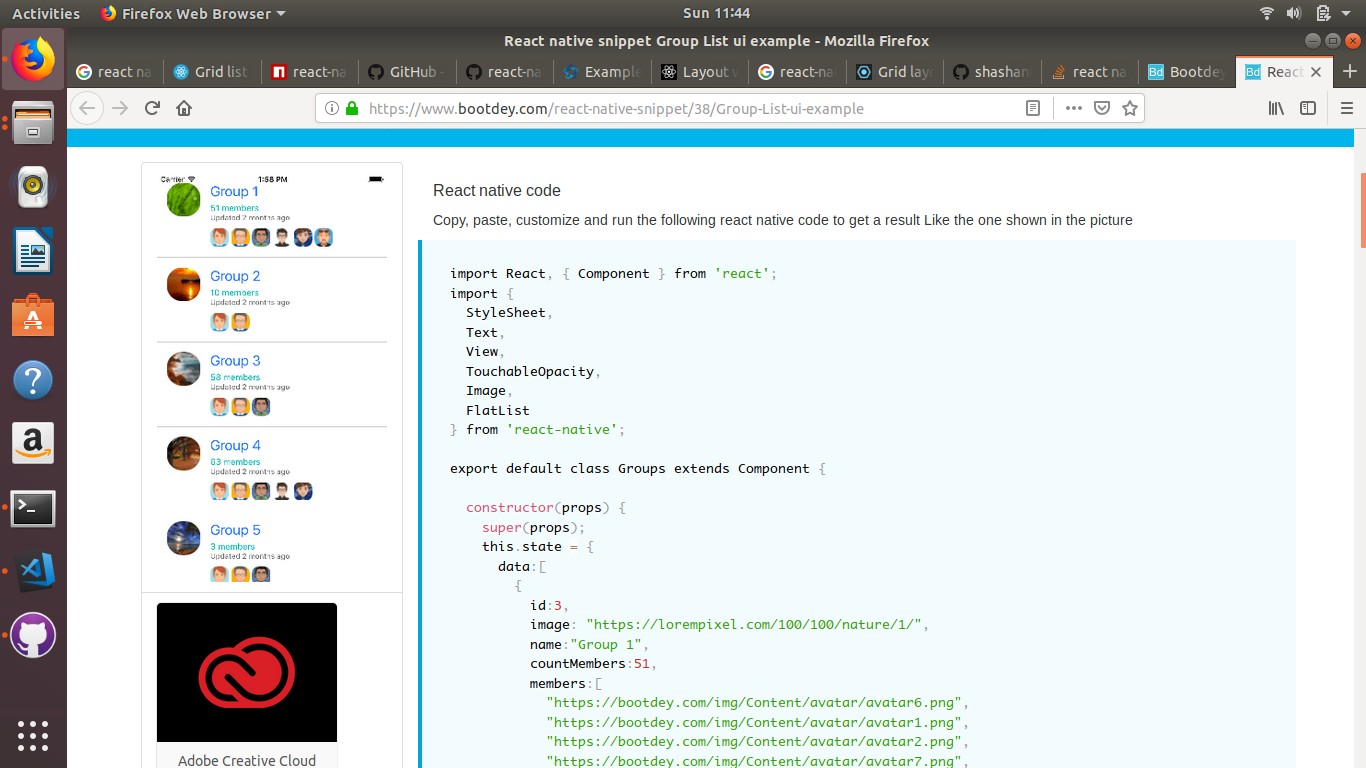 Activities
Firefox Web Browser
Sun 11:44
React native snippet Group List ui example - Mozilla Firefox
react na
Grid list
react-na
GitHub -
react-na
Example
Layout w
react-na
Grid layo
shashan
react na
Bootdey
React
https://www.bootdey.com/react-native-snippet/38/Group-List-ui-example
Carrier
1:58 PM
Group 1
51 members
Updated 2 months ago
Group 2
10 members
Updated 2 months ago
Group 3
58 members
Updated 2 months ago
Group 4
83 members
Updated 2 months ago
Group 5
3 members
Updated 2 months ago
Adobe Creative Cloud
React native code
Copy, paste, customize and run the following react native code to get a result Like the one shown in the picture
import React, { Component } from 'react';
import {
StyleSheet,
Text,
View,
TouchableOpacity,
Image,
FlatList
} from 'react-native';
export default class Groups extends Component {
constructor(props) {
super(props);
this.state = {
data:[
{
id:3,
image: "https://lorempixel.com/100/100/nature/1/",
name:"Group 1",
countMembers:51,
members:[
"https://bootdey.com/img/Content/avatar/avatar6.png",
"https://bootdey.com/img/Content/avatar/avatar1.png",
"https://bootdey.com/img/Content/avatar/avatar2.png",
"https://bootdey.com/img/Content/avatar/avatar7.png",